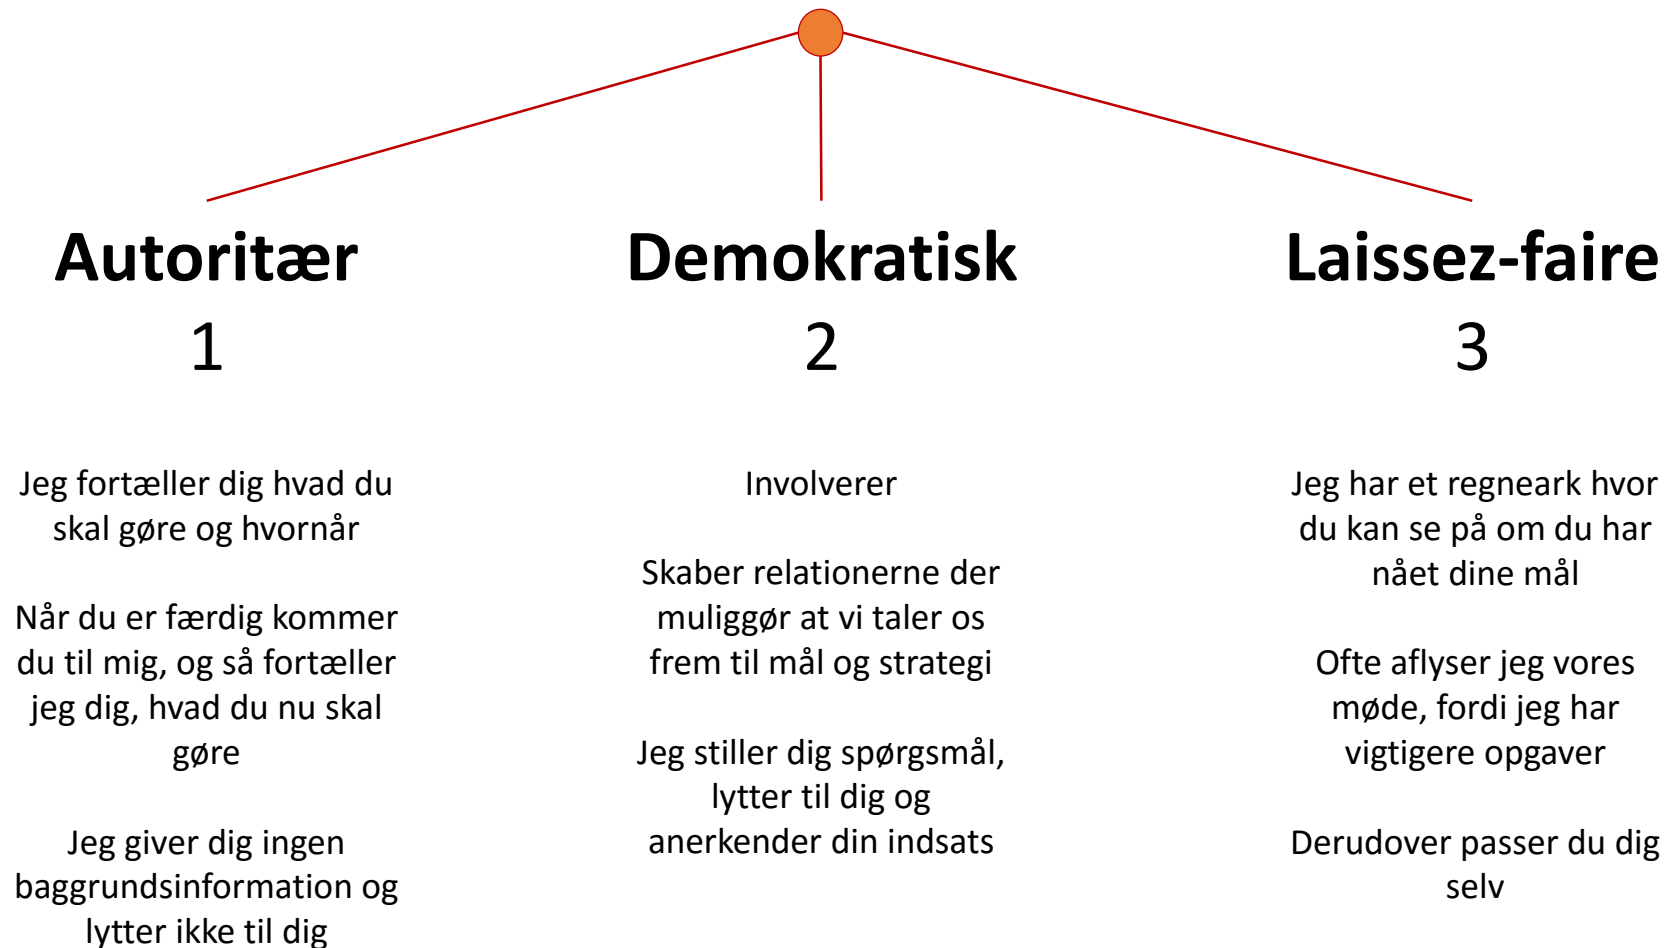 Autoritær
1
Jeg fortæller dig hvad du
skal gøre og hvornår
Når du er færdig kommer
du til mig, og så fortæller
jeg dig, hvad du nu skal
gøre
Jeg giver dig ingen
baggrundsinformation og
lytter ikke til dig
Demokratisk
2
Involverer
Skaber relationerne der
muliggør at vi taler os
frem til mål og strategi
Jeg stiller dig spørgsmål,
lytter til dig og
anerkender din indsats
Laissez-faire
3
Jeg har et regneark hvor
du kan se på om du har
nået dine mål
Ofte aflyser jeg vores
møde, fordi jeg har
vigtigere opgaver
Derudover passer du dig
selv